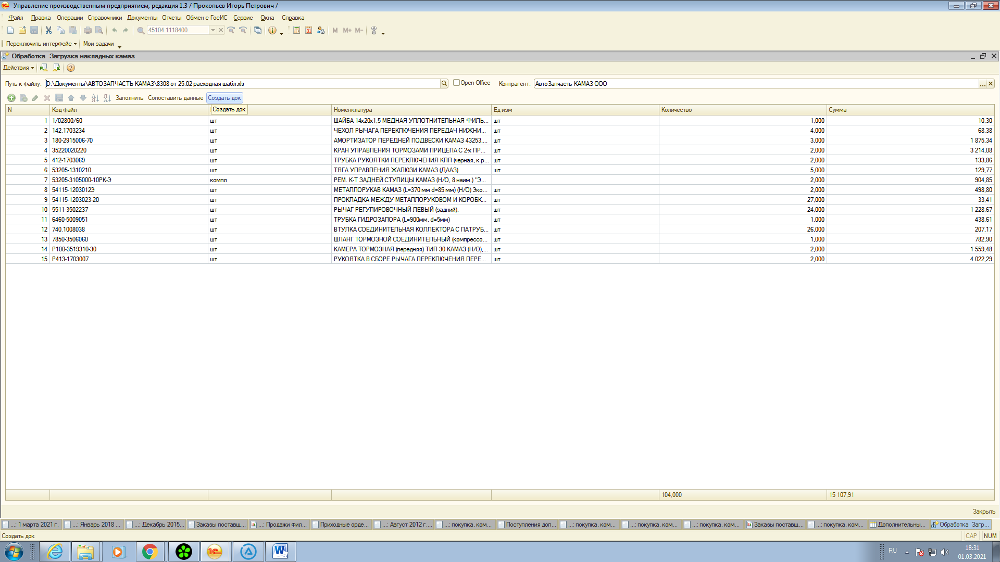 Управление производственным предприятием, редакция 1.3 / Прокопьев Игорь Петрович /
Файл Правка Операции Справочники Документы Отчеты Обмен с ГосИС Сервис Окна Справка
45104 1118400 M M+ M-
Переключить интерфейс Мои задачи
Обработка Загрузка накладных камаз
Действия
Путь к файлу: D:\Документы\АВТОЗАПЧАСТЬ КАМАЗ\8308 от 25.02 расходная шабл.xls Open Office Контрагент: АвтоЗапчасть КАМАЗ ООО
Заполнить Сопоставить данные Создать док
N Код файл Создать док Номенклатура Ед изм Количество Сумма
1 1/02800/60 шт ШАЙБА 14х20х1,5 МЕДНАЯ УПЛОТНИТЕЛЬНАЯ ФИЛЬ... шт 1,000 10,30
2 142.1703234 шт ЧЕХОЛ РЫЧАГА ПЕРЕКЛЮЧЕНИЯ ПЕРЕДАЧ НИЖНИ... шт 4,000 68,38
3 180-2915006-70 шт АМОРТИЗАТОР ПЕРЕДНЕЙ ПОДВЕСКИ КАМАЗ 43253,... шт 3,000 1 875,34
4 35220020220 шт КРАН УПРАВЛЕНИЯ ТОРМОЗАМИ ПРИЦЕПА С 2-х ПР... шт 2,000 3 214,08
5 412-1703069 шт ТРУБКА РУКОЯТКИ ПЕРЕКЛЮЧЕНИЯ КПП (черная, к р... шт 2,000 133,86
6 53205-1310210 шт ТЯГА УПРАВЛЕНИЯ ЖАЛЮЗИ КАМАЗ (ДААЗ) шт 5,000 129,77
7 53205-3105000-10РК-Э компл РЕМ. К-Т ЗАДНЕЙ СТУПИЦЫ КАМАЗ (Н/О, 8 наим.) "Э... 2,000 904,85
8 54115-1203012Э шт МЕТАЛЛОРУКАВ КАМАЗ (L=370 мм d=85 мм) (Н/О) Эко... шт 2,000 498,80
9 54115-1203023-20 шт ПРОКЛАДКА МЕЖДУ МЕТАЛЛОРУКОВОМ И КОРОБК... шт 27,000 33,41
10 5511-3502237 шт РЫЧАГ РЕГУЛИРОВОЧНЫЙ ЛЕВЫЙ (задний). шт 24,000 1 228,67
11 6460-5009051 шт ТРУБКА ГИДРОЗАПОРА (L=900мм, d=5мм) шт 1,000 438,61
12 740.1008038 шт ВТУЛКА СОЕДИНИТЕЛЬНАЯ КОЛЛЕКТОРА С ПАТРУБ... шт 26,000 207,17
13 7850-3506060 шт ШЛАНГ ТОРМОЗНОЙ СОЕДИНИТЕЛЬНЫЙ (компрессо... шт 1,000 782,90
14 Р100-3519310-30 шт КАМЕРА ТОРМОЗНАЯ (передняя) ТИП 30 КАМАЗ (Н/О),... шт 2,000 1 559,48
15 Р413-1703007 шт РУКОЯТКА В СБОРЕ РЫЧАГА ПЕРЕКЛЮЧЕНИЯ ПЕРЕ... шт 2,000 4 022,29
104,000 15 107,91
Закрыть
...: 1 марта 2021 г. ...: Январь 2018 ... ...: Декабрь 2015... Заказы поставщ... ...: Продажи фил... Приходные орде... ...: Август 2012 г.... ...: покупка, ком... Поступления доп... ...: покупка, ком... ...: покупка, ком... ...: покупка, ком... Заказы поставщ... ...: покупка, ком... Дополнительны... Обработка Загр...
Создать док CAP NUM
RU 18:31
01.03.2021